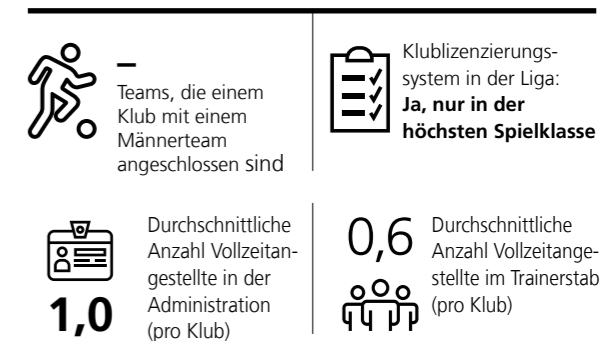 –
Teams, die einem
Klub mit einem
Männerteam
angeschlossen sind
Klublizenzierungs-
system in der Liga:
Ja, nur in der
höchsten Spielklasse
1,0
Durchschnittliche
Anzahl Vollzeitan-
gestellte in der
Administration
(pro Klub)
0,6
Durchschnittliche
Anzahl Vollzeitange-
stellte im Trainerstab
(pro Klub)